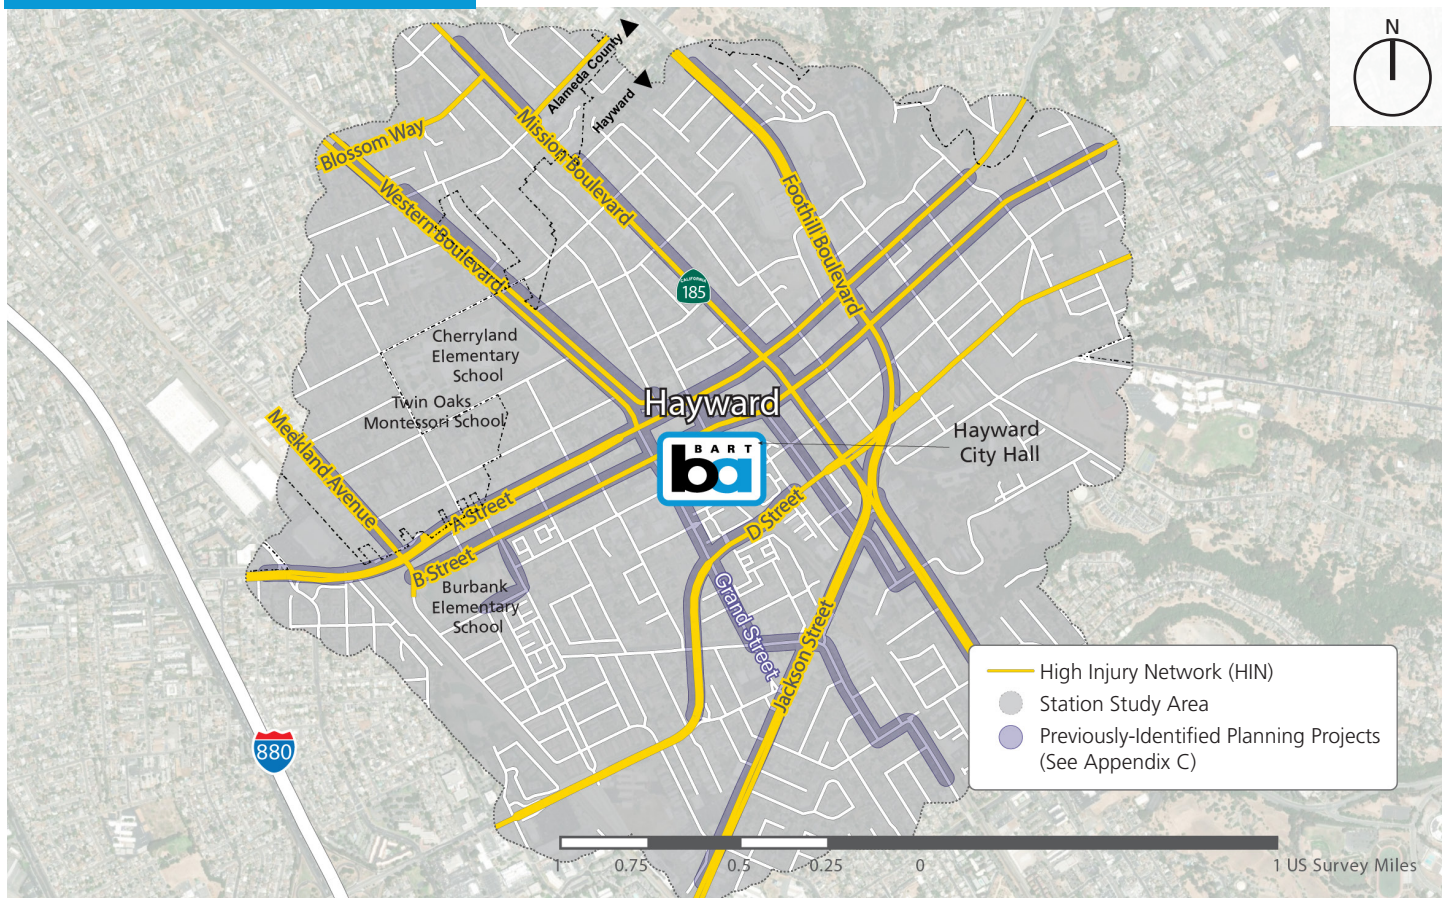 N
Alameda County
Hayward
Blossom Way
Mission Boulevard
Western Boulevard
Foothill Boulevard
CALIFORNIA
185
Cherryland
Elementary
School
Twin Oaks
Montessori School
Hayward
BART
ba
Hayward
City Hall
Meekland Avenue
A Street
B Street
D Street
Burbank
Elementary
School
Grand Street
Jackson Street
High Injury Network (HIN)
Station Study Area
Previously-Identified Planning Projects
(See Appendix C)
880
1 0.75 0.5 0.25 0 1 US Survey Miles